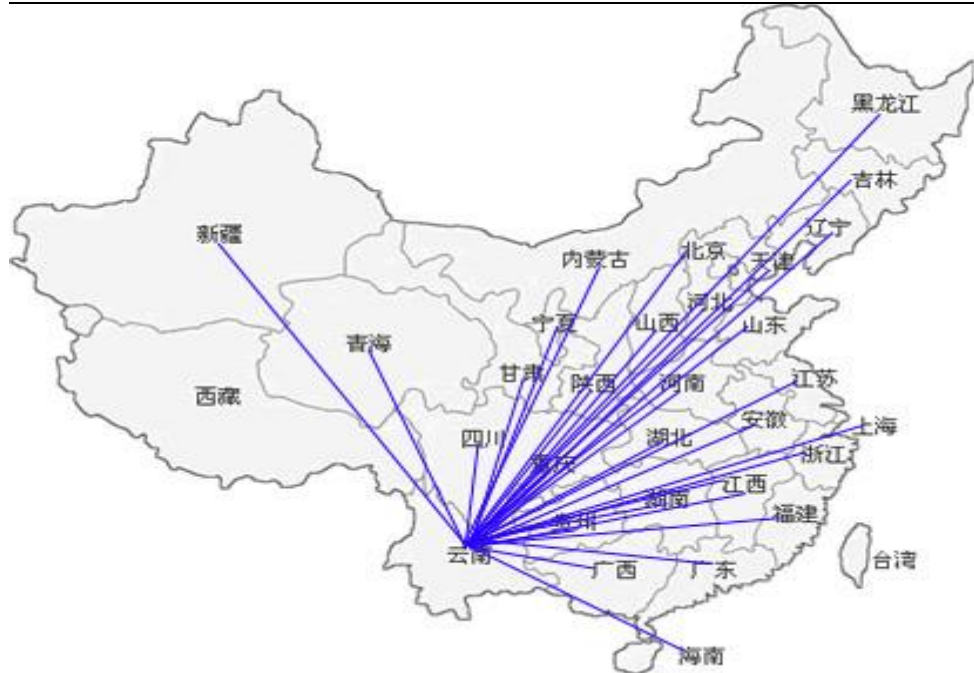 黑龙江
吉林
辽宁
新疆
北京
内蒙古
天津
河北
宁夏
山西
山东
青海
甘肃
陕西
河南
江苏
西藏
安徽
上海
四川
湖北
浙江
重庆
江西
湖南
福建
贵州
云南
台湾
广西
广东
海南